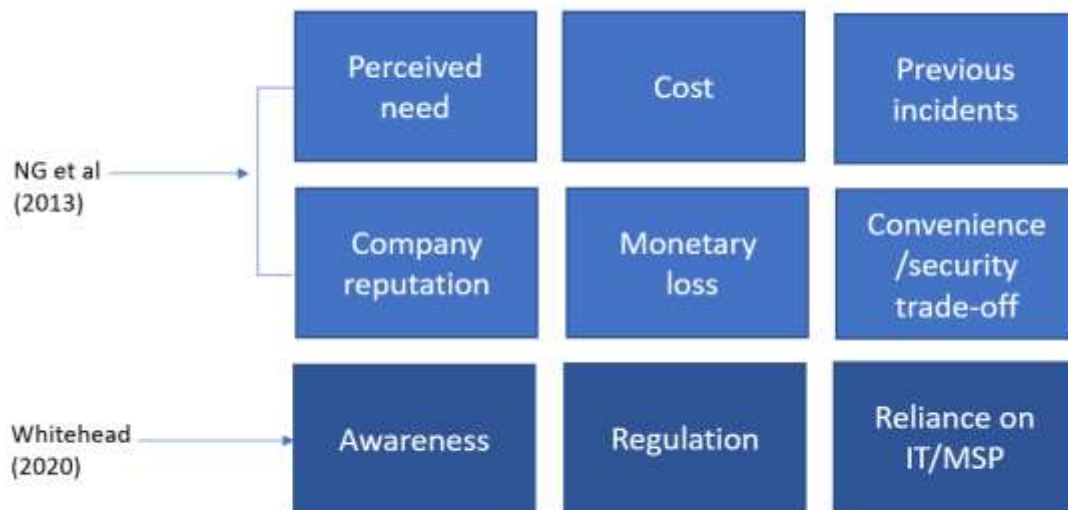 Perceived
need
Cost
Previous
incidents
NG et al
(2013)
Company
reputation
Monetary
loss
Convenience
/security
trade-off
Whitehead
(2020)
Awareness
Regulation
Reliance on
IT/MSP